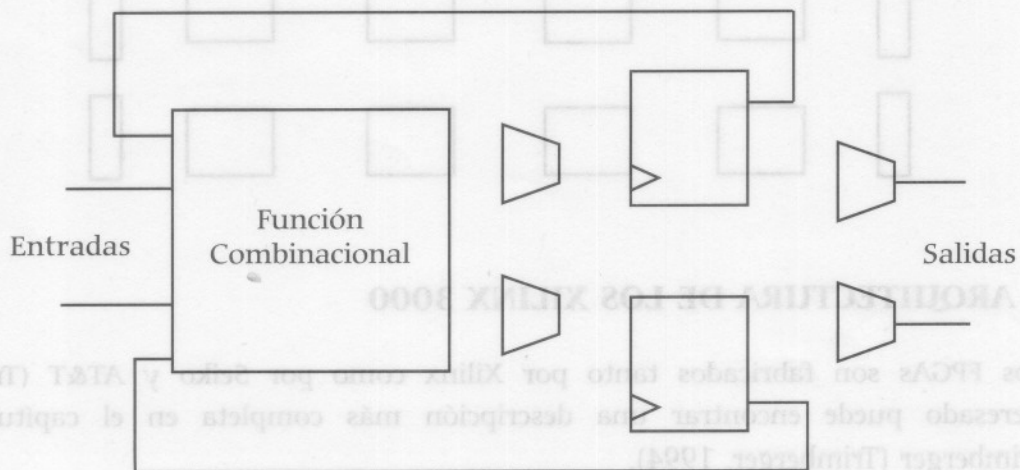 Función
Combinacional
Entradas
Salidas
ARQUITECTURA DE LOS XILINX 3000
os FPGAs son fabricados tanto por Xilinx como por Seiko y AT&T (T
eresado puede encontrar una descripción más completa en el capítu
imberger (Trimberger, 1994).